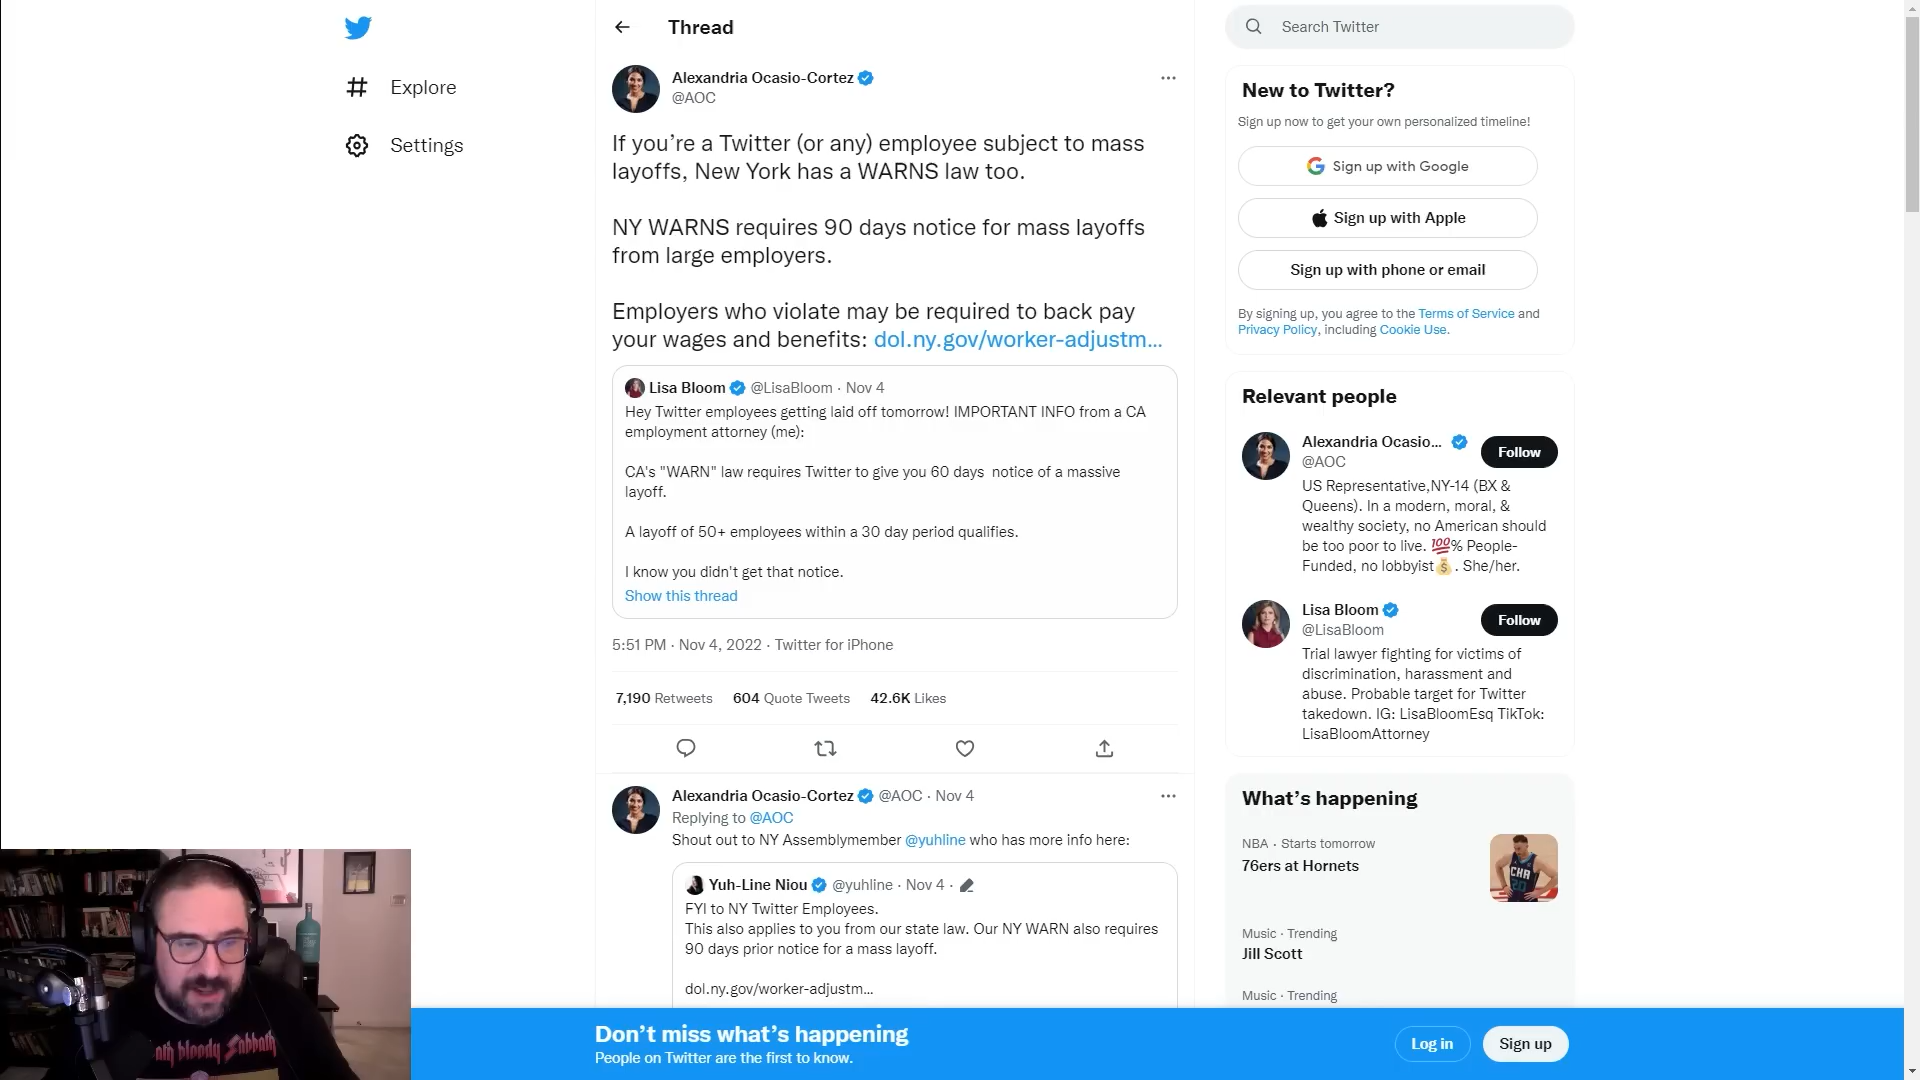 Explore
Settings
Thread
Alexandria Ocasio-Cortez
@AOC
If you’re a Twitter (or any) employee subject to mass
layoffs, New York has a WARNS law too.
NY WARNS requires 90 days notice for mass layoffs
from large employers.
Employers who violate may be required to back pay
your wages and benefits: dol.ny.gov/worker-adjustm...
Lisa Bloom @LisaBloom · Nov 4
Hey Twitter employees getting laid off tomorrow! IMPORTANT INFO from a CA
employment attorney (me):
CA's "WARN" law requires Twitter to give you 60 days notice of a massive
layoff.
A layoff of 50+ employees within a 30 day period qualifies.
I know you didn't get that notice.
Show this thread
5:51 PM · Nov 4, 2022 · Twitter for iPhone
7,190 Retweets 604 Quote Tweets 42.6K Likes
Alexandria Ocasio-Cortez @AOC · Nov 4
Replying to @AOC
Shout out to NY Assemblymember @yuhline who has more info here:
Yuh-Line Niou @yuhline · Nov 4 ·
FYI to NY Twitter Employees.
This also applies to you from our state law. Our NY WARN also requires
90 days prior notice for a mass layoff.
dol.ny.gov/worker-adjustm...
Search Twitter
New to Twitter?
Sign up now to get your own personalized timeline!
Sign up with Google
Sign up with Apple
Sign up with phone or email
By signing up, you agree to the Terms of Service and
Privacy Policy, including Cookie Use.
Relevant people
Alexandria Ocasio...
@AOC
Follow
US Representative,NY-14 (BX &
Queens). In a modern, moral, &
wealthy society, no American should
be too poor to live. 💯% People-
Funded, no lobbyist💰. She/her.
Lisa Bloom
@LisaBloom
Follow
Trial lawyer fighting for victims of
discrimination, harassment and
abuse. Probable target for Twitter
takedown. IG: LisaBloomEsq TikTok:
LisaBloomAttorney
What’s happening
NBA · Starts tomorrow
76ers at Hornets
CHA
20
Music · Trending
Jill Scott
Music · Trending
bloody Sabbath
Don’t miss what’s happening
People on Twitter are the first to know.
Log in
Sign up